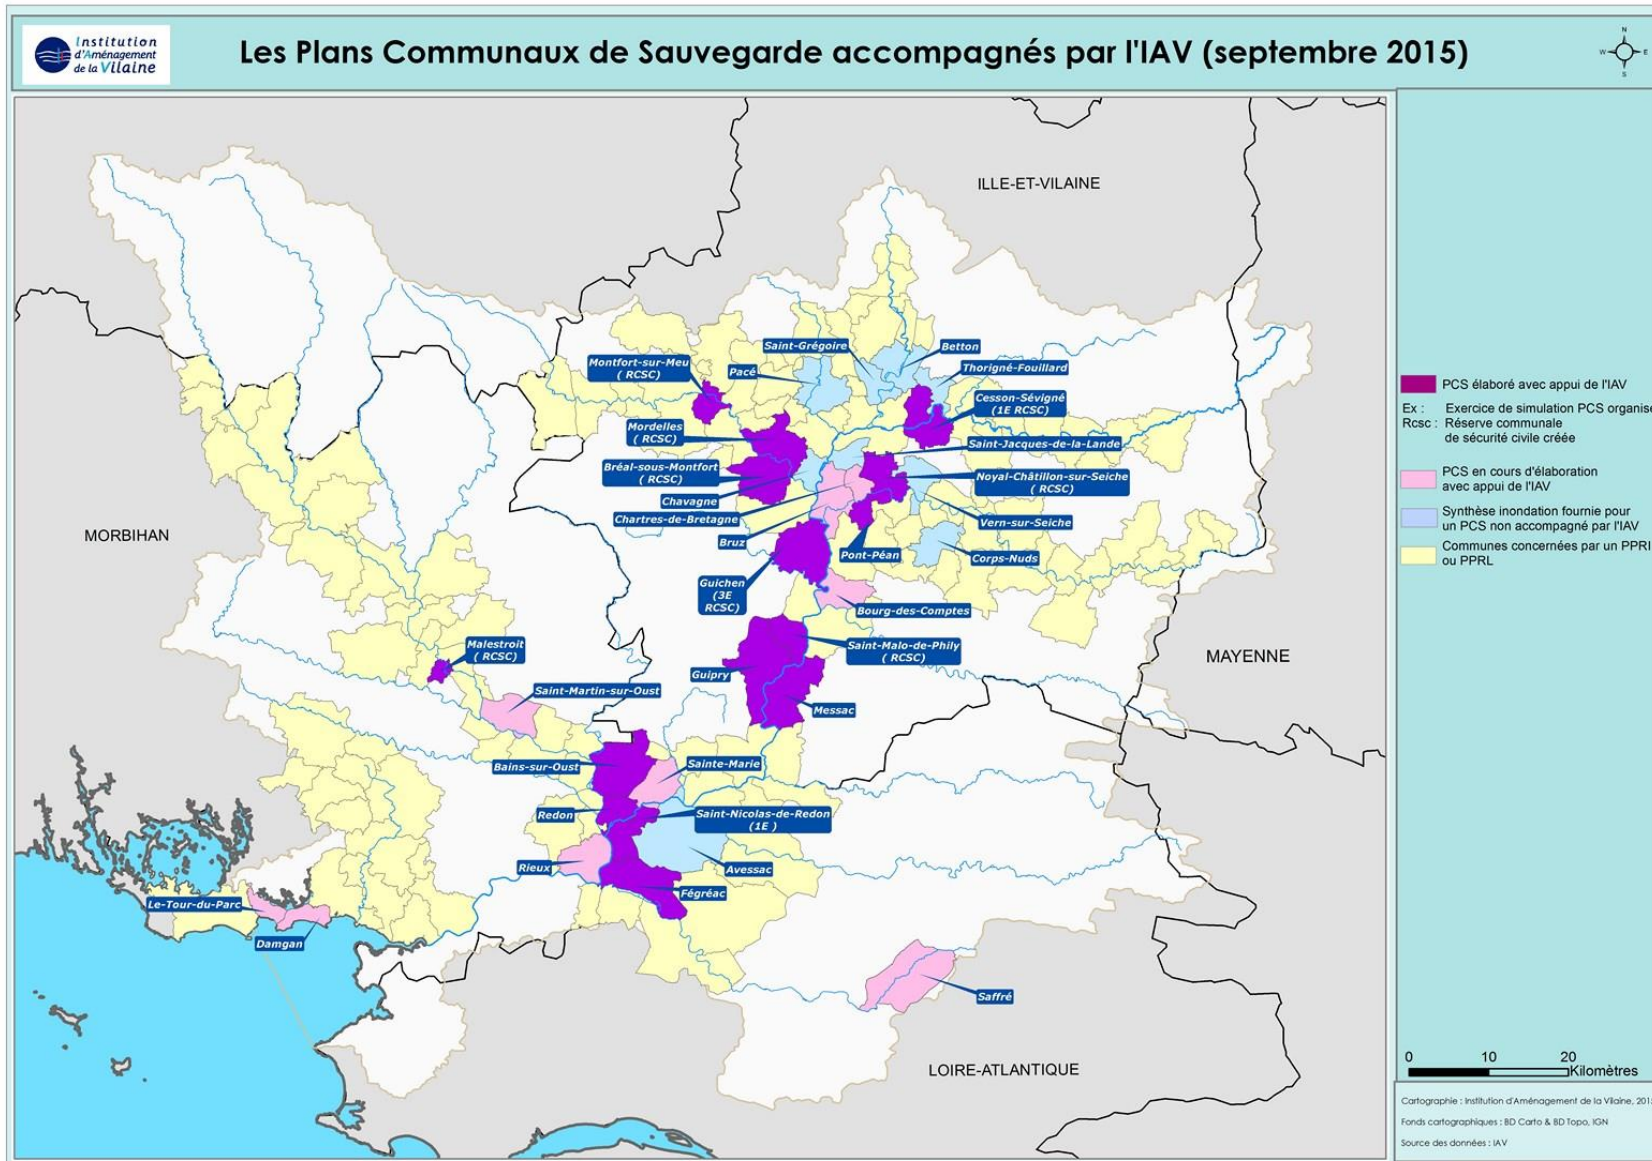 Institution
d'Aménagement
de la Vilaine
Les Plans Communaux de Sauvegarde accompagnés par l'IAV (septembre 2015)
N
W
E
S
ILLE-ET-VILAINE
MORBIHAN
MAYENNE
LOIRE-ATLANTIQUE
Saint-Grégoire
Betton
Montfort-sur-Meu
( RCSC)
Pacé
Thorigné-Fouillard
Cesson-Sévigné
(1E RCSC)
Mordelles
( RCSC)
Saint-Jacques-de-la-Lande
Bréal-sous-Montfort
( RCSC)
Noyal-Châtillon-sur-Seiche
( RCSC)
Chavagne
Chartres-de-Bretagne
Vern-sur-Seiche
Bruz
Pont-Péan
Corps-Nuds
Guichen
(3E
RCSC)
Bourg-des-Comptes
Malestroit
( RCSC)
Saint-Malo-de-Phily
( RCSC)
Guipry
Saint-Martin-sur-Oust
Messac
Bains-sur-Oust
Sainte-Marie
Redon
Saint-Nicolas-de-Redon
(1E )
Rieux
Avessac
Fégréac
Le-Tour-du-Parc
Damgan
Saffré
PCS élaboré avec appui de l'IAV
Ex : Exercice de simulation PCS organisé
Rcsc : Réserve communale
de sécurité civile créée
PCS en cours d'élaboration
avec appui de l'IAV
Synthèse inondation fournie pour
un PCS non accompagné par l'IAV
Communes concernées par un PPRI
ou PPRL
0 10 20
Kilomètres
Cartographie : Institution d'Aménagement de la Vilaine, 2015
Fonds cartographiques : BD Carto & BD Topo, IGN
Source des données : IAV